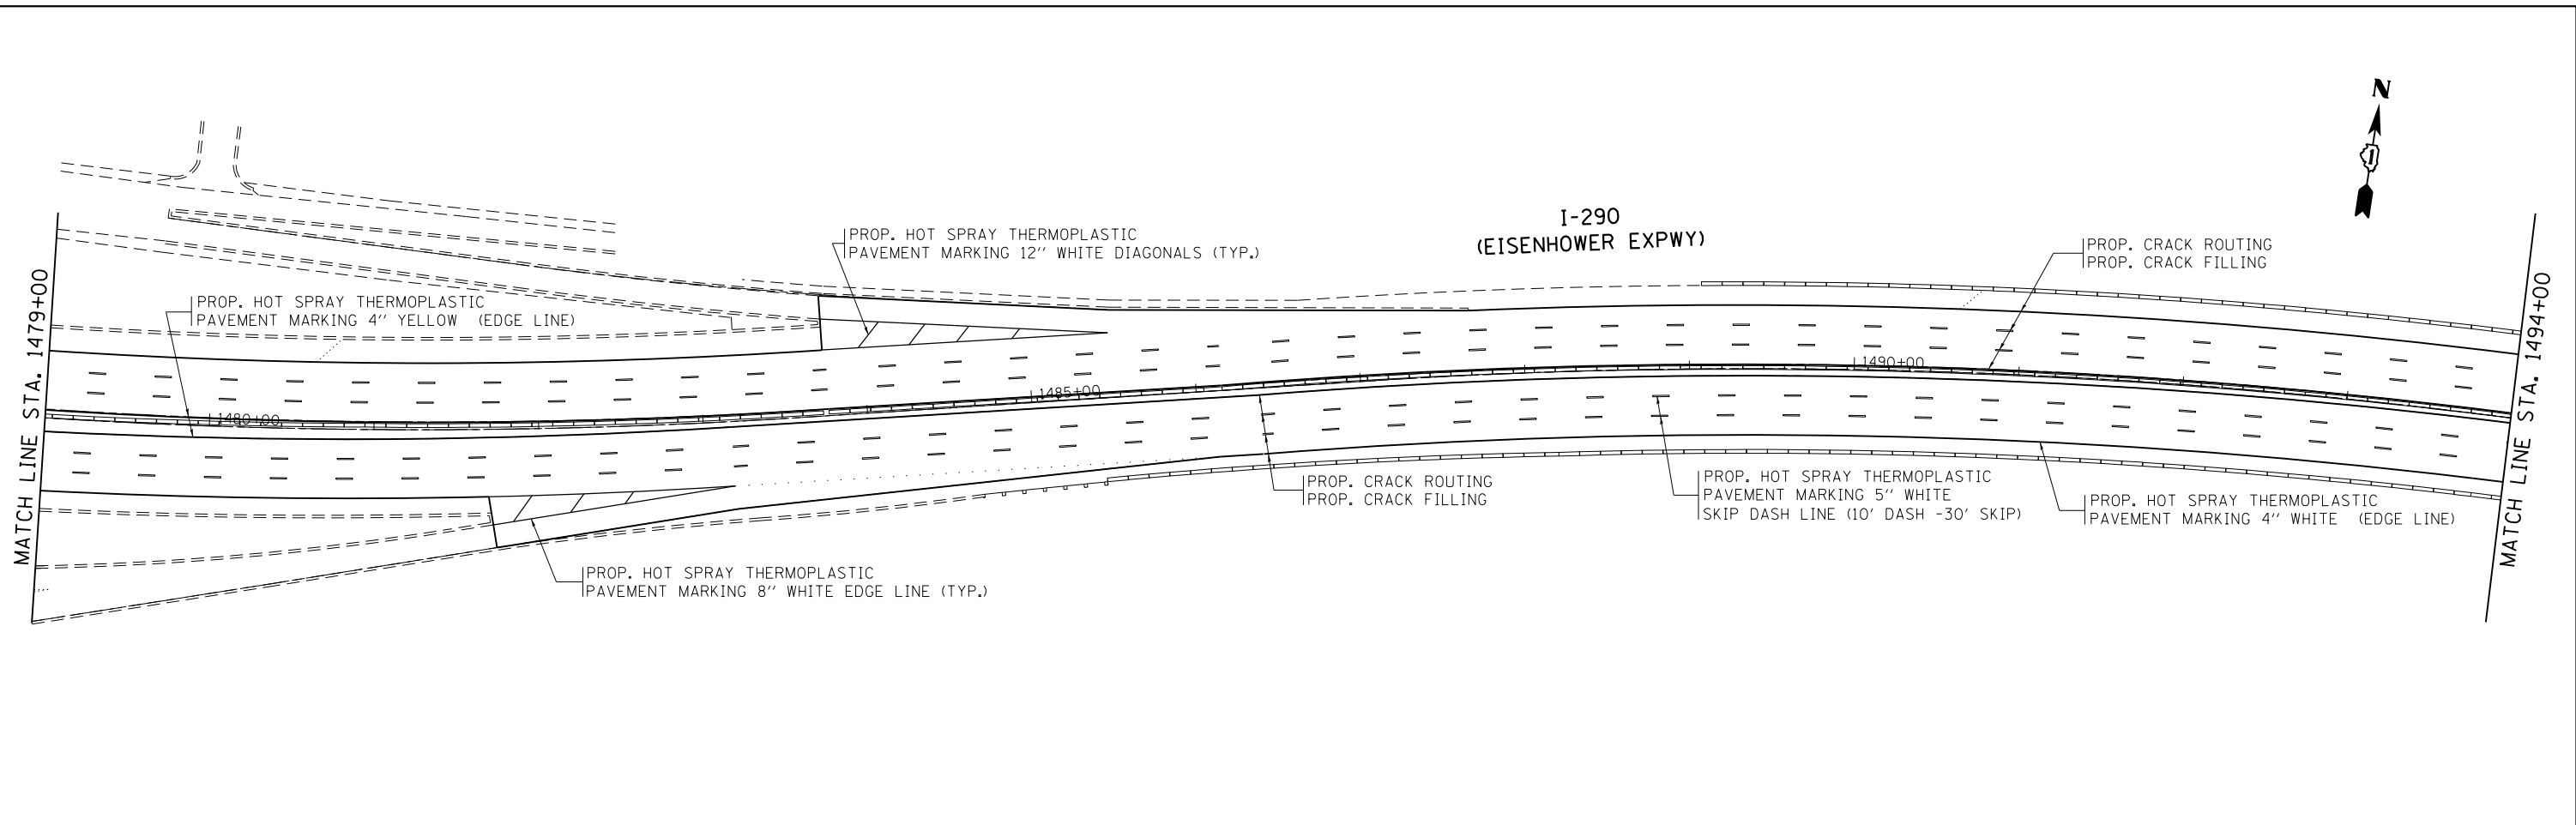 N
1
I-290
(EISENHOWER EXPWY)
PROP. HOT SPRAY THERMOPLASTIC
PAVEMENT MARKING 12’’ WHITE DIAGONALS (TYP.)
PROP. CRACK ROUTING
PROP. CRACK FILLING
PROP. HOT SPRAY THERMOPLASTIC
PAVEMENT MARKING 4’’ YELLOW (EDGE LINE)
MATCH LINE STA. 1479+00
1480+00
1485+00
1490+00
MATCH LINE STA. 1494+00
PROP. CRACK ROUTING
PROP. CRACK FILLING
PROP. HOT SPRAY THERMOPLASTIC
PAVEMENT MARKING 5’’ WHITE
SKIP DASH LINE (10’ DASH -30’ SKIP)
PROP. HOT SPRAY THERMOPLASTIC
PAVEMENT MARKING 4’’ WHITE (EDGE LINE)
PROP. HOT SPRAY THERMOPLASTIC
PAVEMENT MARKING 8’’ WHITE EDGE LINE (TYP.)